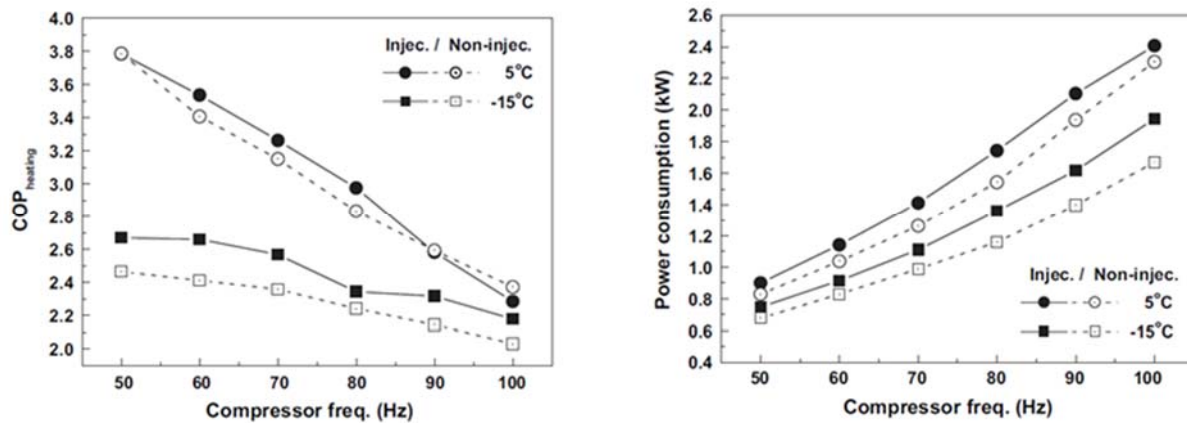 4.0
3.8
3.6
3.4
3.2
3.0
2.8
2.6
2.4
2.2
2.0
COPheating
Injec. / Non-injec.
5°C
-15°C
50 60 70 80 90 100
Compressor freq. (Hz)
2.6
2.4
2.2
2.0
1.8
1.6
1.4
1.2
1.0
0.8
0.6
0.4
Power consumption (kW)
Injec. / Non-injec.
5°C
-15°C
50 60 70 80 90 100
Compressor freq. (Hz)